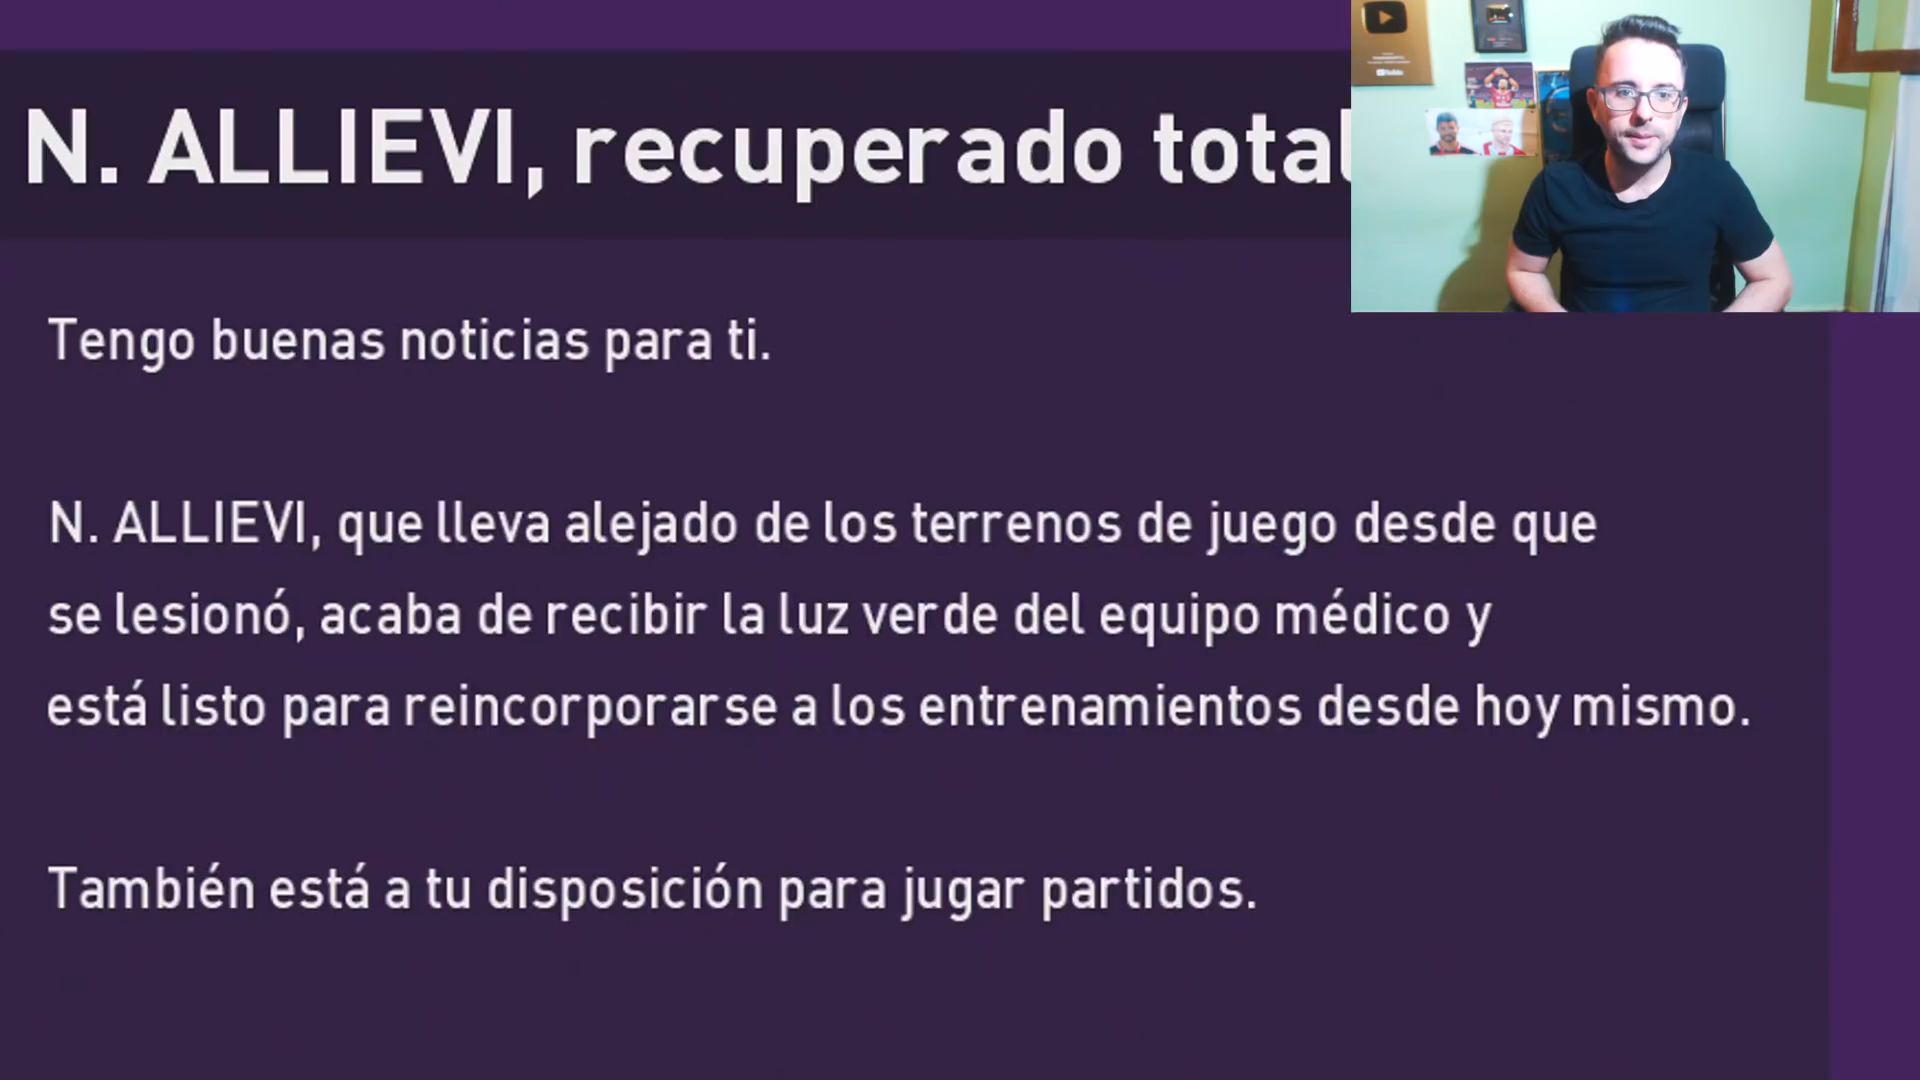 N. ALLIEVI, recuperado total
Tengo buenas noticias para ti.
N. ALLIEVI, que lleva alejado de los terrenos de juego desde que
se lesionó, acaba de recibir la luz verde del equipo médico y
está listo para reincorporarse a los entrenamientos desde hoy mismo.
También está a tu disposición para jugar partidos.
YouTube